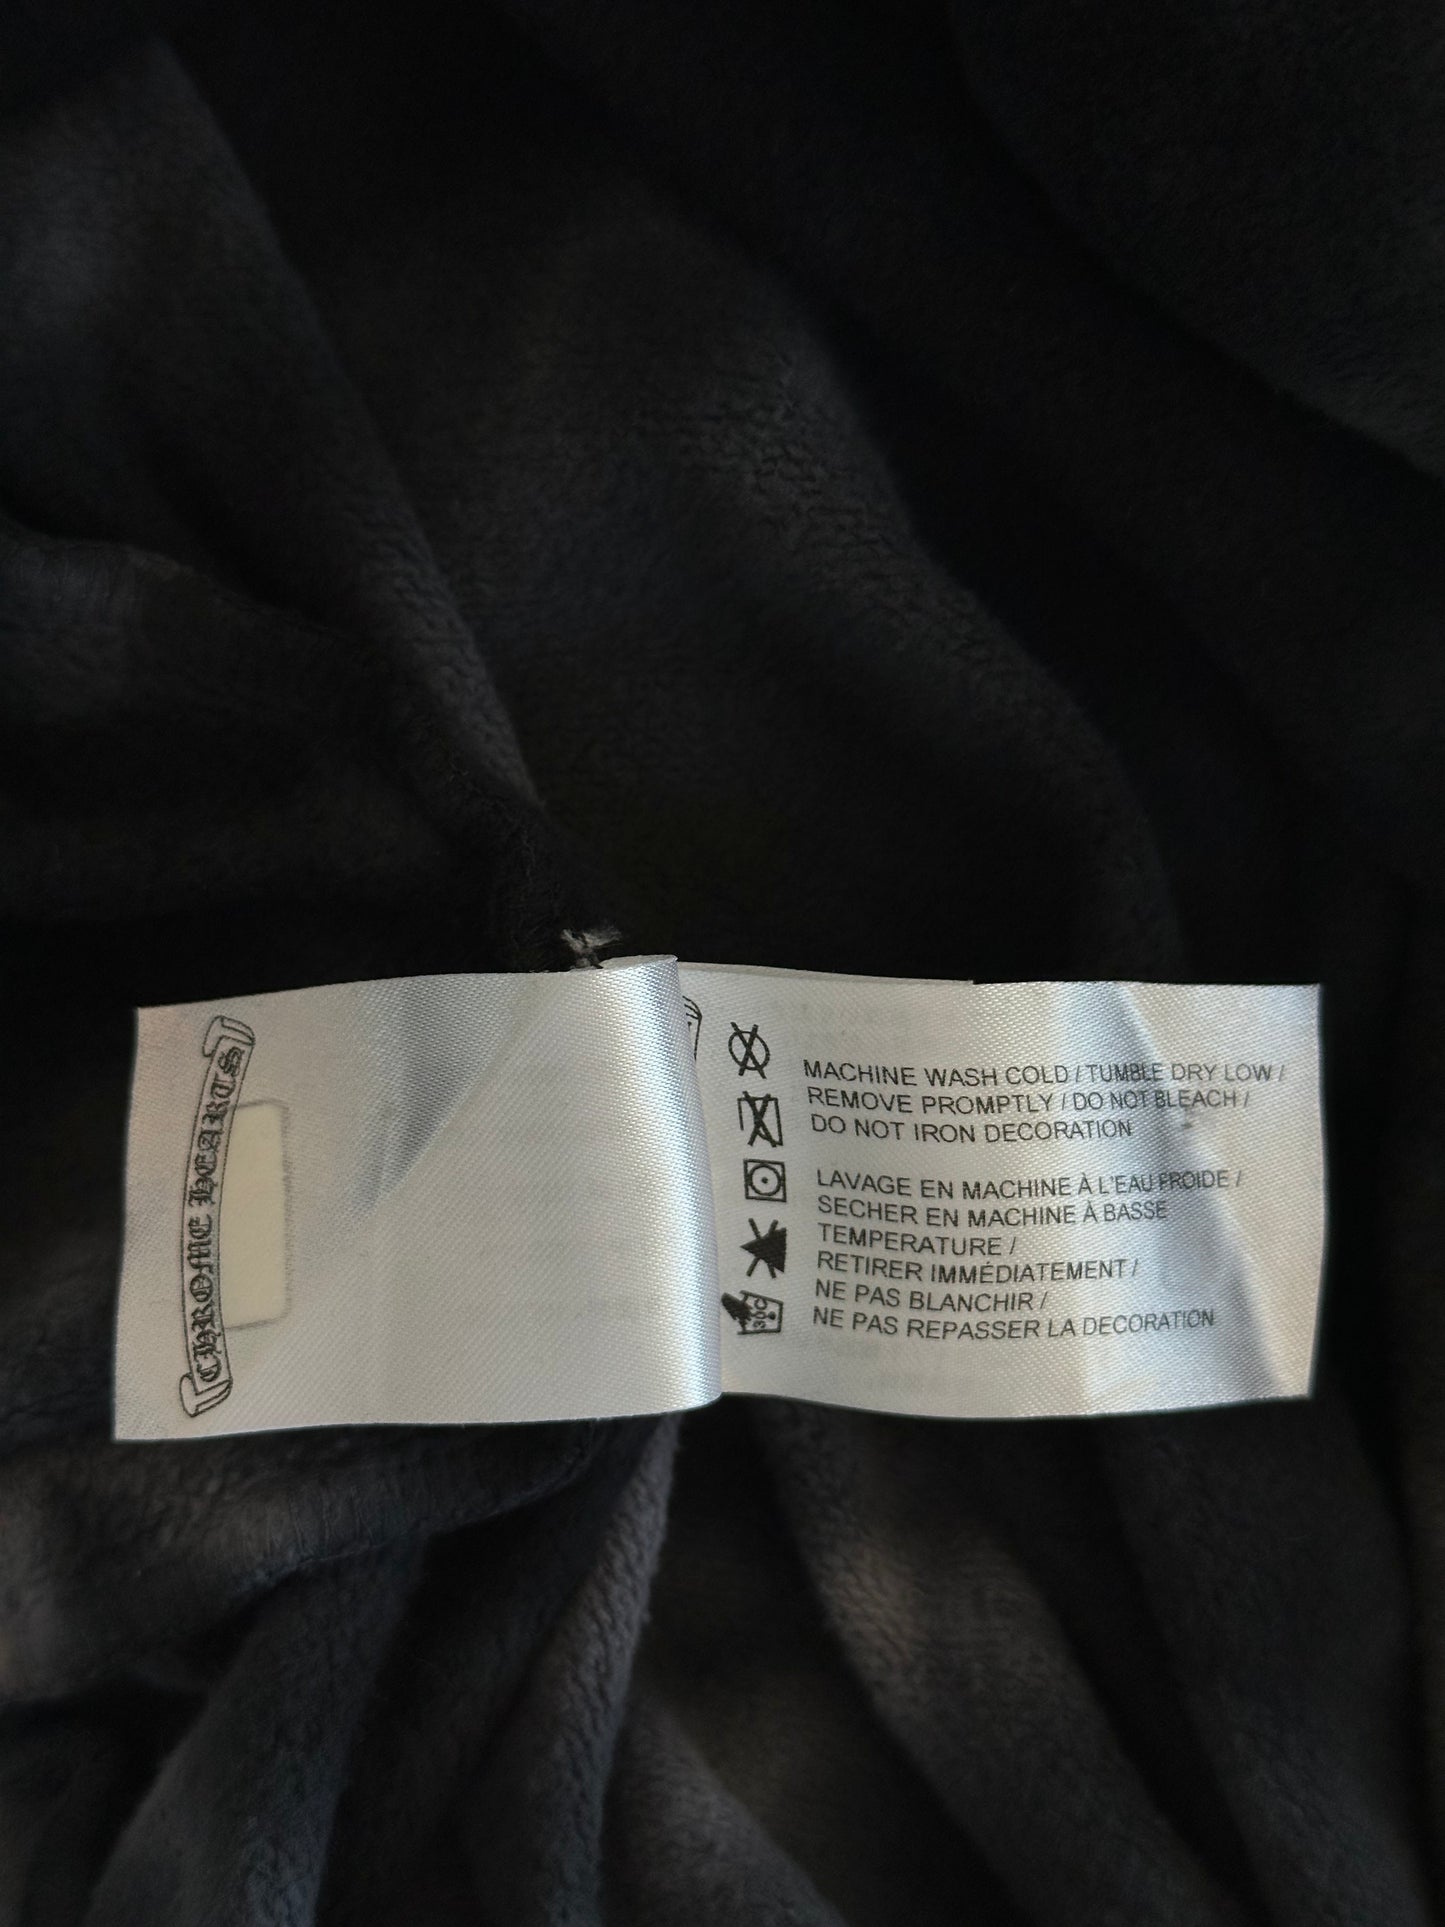 CHROME HEARTS
MACHINE WASH COLD / TUMBLE DRY LOW /
REMOVE PROMPTLY / DO NOT BLEACH /
DO NOT IRON DECORATION
LAVAGE EN MACHINE À L'EAU FROIDE /
SECHER EN MACHINE À BASSE
TEMPERATURE /
RETIRER IMMÉDIATEMENT /
NE PAS BLANCHIR /
NE PAS REPASSER LA DECORATION
30C